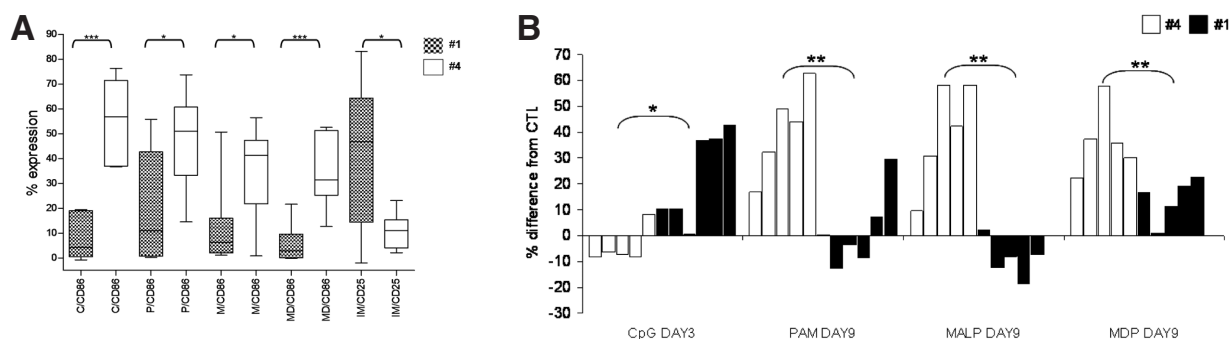 A
*** * * *** *
#1
#4
% expression
90
80
70
60
50
40
30
20
10
0
C/CD86
C/CD86
P/CD86
P/CD86
M/CD86
M/CD86
MD/CD86
MD/CD86
IM/CD25
IM/CD25
B
#4 #1
% difference from CTL
70
60
50
40
30
20
10
0
-10
-20
-30
* ** ** **
CpG DAY3 PAM DAY9 MALP DAY9 MDP DAY9